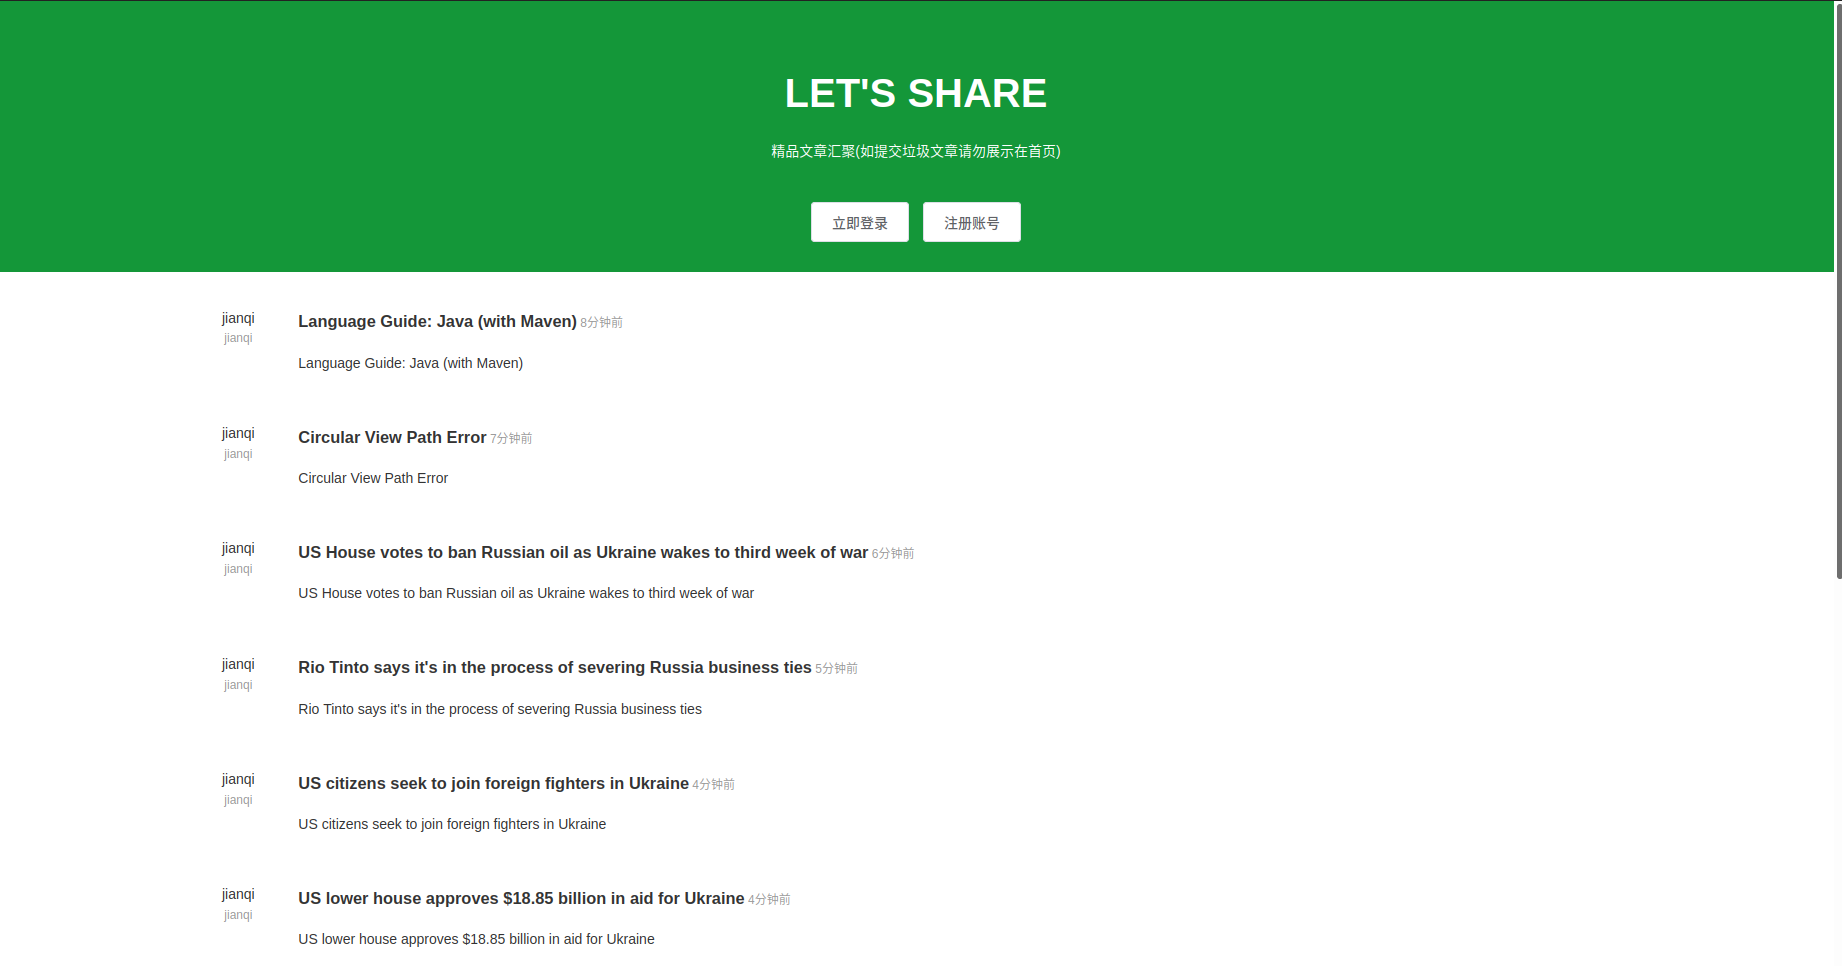 LET'S SHARE
精品文章汇聚(如提交垃圾文章请勿展示在首页)
立即登录 注册账号
jianqi
jianqi
Language Guide: Java (with Maven) 8分钟前
Language Guide: Java (with Maven)
jianqi
jianqi
Circular View Path Error 7分钟前
Circular View Path Error
jianqi
jianqi
US House votes to ban Russian oil as Ukraine wakes to third week of war 6分钟前
US House votes to ban Russian oil as Ukraine wakes to third week of war
jianqi
jianqi
Rio Tinto says it's in the process of severing Russia business ties 5分钟前
Rio Tinto says it's in the process of severing Russia business ties
jianqi
jianqi
US citizens seek to join foreign fighters in Ukraine 4分钟前
US citizens seek to join foreign fighters in Ukraine
jianqi
jianqi
US lower house approves $18.85 billion in aid for Ukraine 4分钟前
US lower house approves $18.85 billion in aid for Ukraine